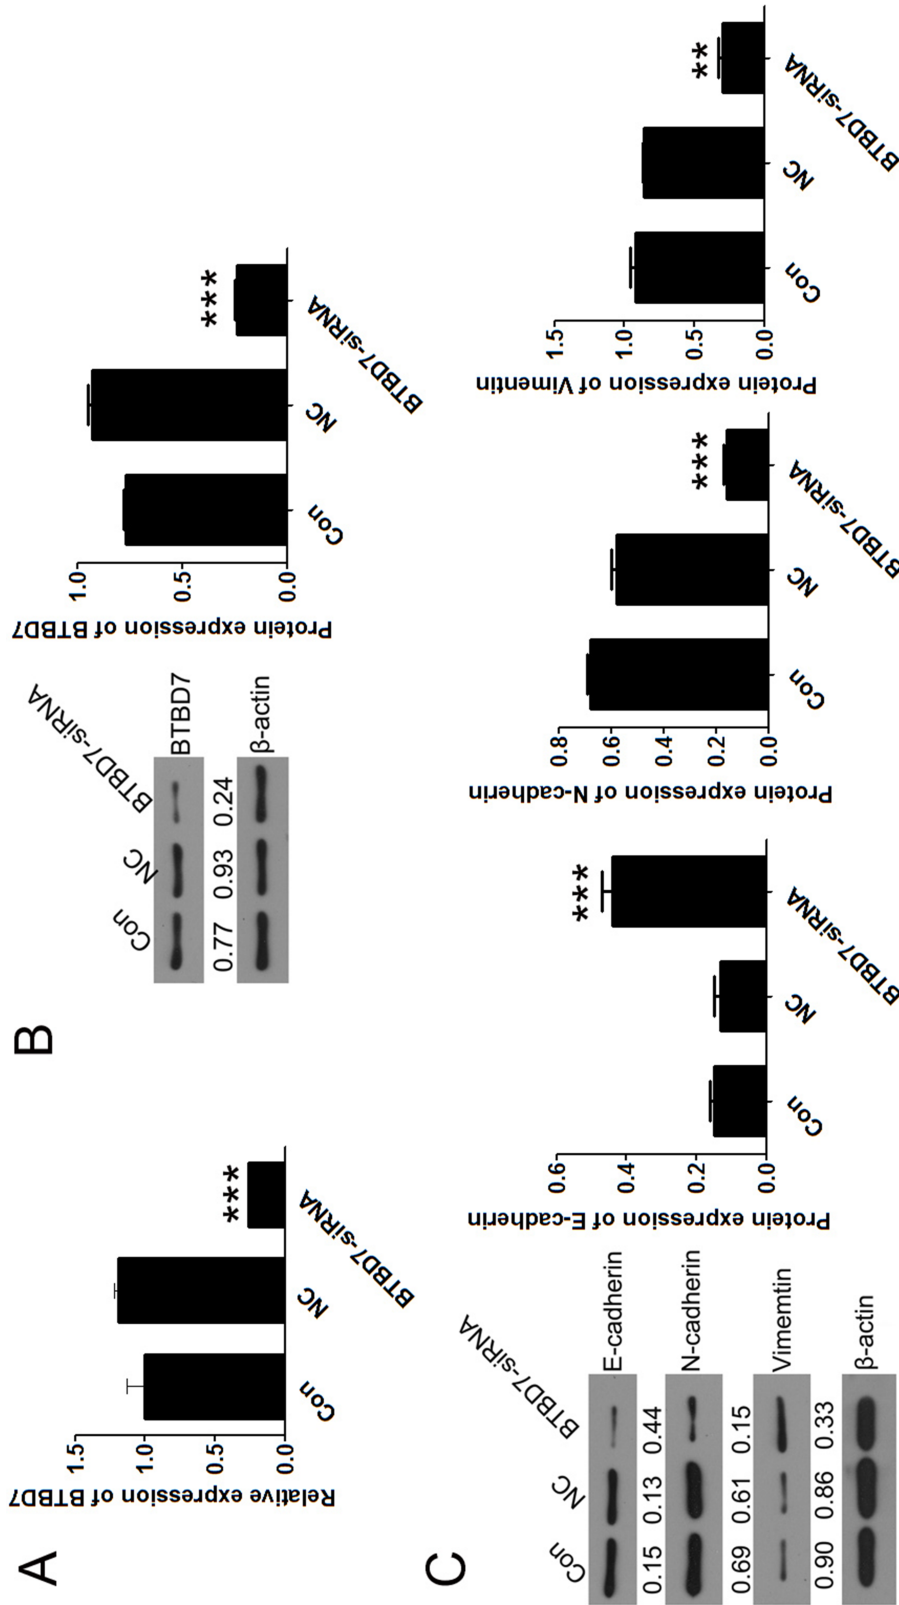 A
Relative expression of BTBD7
1.5
1.0
0.5
0.0
***
Con
NC
BTBD7-siRNA
B
Con
NC
BTBD7-siRNA
BTBD7
0.77 0.93 0.24
β-actin
Protein expression of BTBD7
1.0
0.5
0.0
***
Con
NC
BTBD7-siRNA
C
Con
NC
BTBD7-siRNA
E-cadherin
0.15 0.13 0.44
N-cadherin
0.69 0.61 0.15
Vimemtin
0.90 0.86 0.33
β-actin
Protein expression of E-cadherin
0.6
0.4
0.2
0.0
***
Con
NC
BTBD7-siRNA
Protein expression of N-cadherin
0.8
0.6
0.4
0.2
0.0
***
Con
NC
BTBD7-siRNA
Protein expression of Vimentin
1.5
1.0
0.5
0.0
**
Con
NC
BTBD7-siRNA